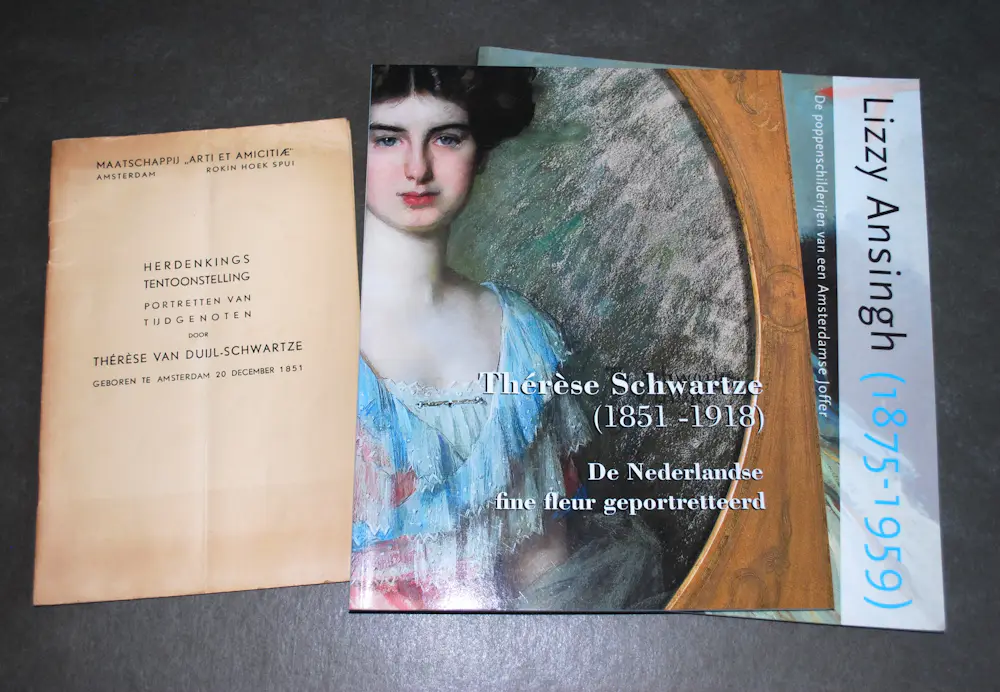 MAATSCHAPPIJ „ARTI ET AMICITIÆ”
AMSTERDAM ROKIN HOEK SPUI
HERDENKINGS
TENTOONSTELLING
PORTRETTEN VAN
TIJDGENOTEN
DOOR
THÉRÈSE VAN DUIJL-SCHWARTZE
GEBOREN TE AMSTERDAM 20 DECEMBER 1851
Thérèse Schwartze
(1851 -1918)
De Nederlandse
fine fleur geportretteerd
Lizzy Ansingh (1875-1959)
De poppenschilderijen van een Amsterdamse Joffer